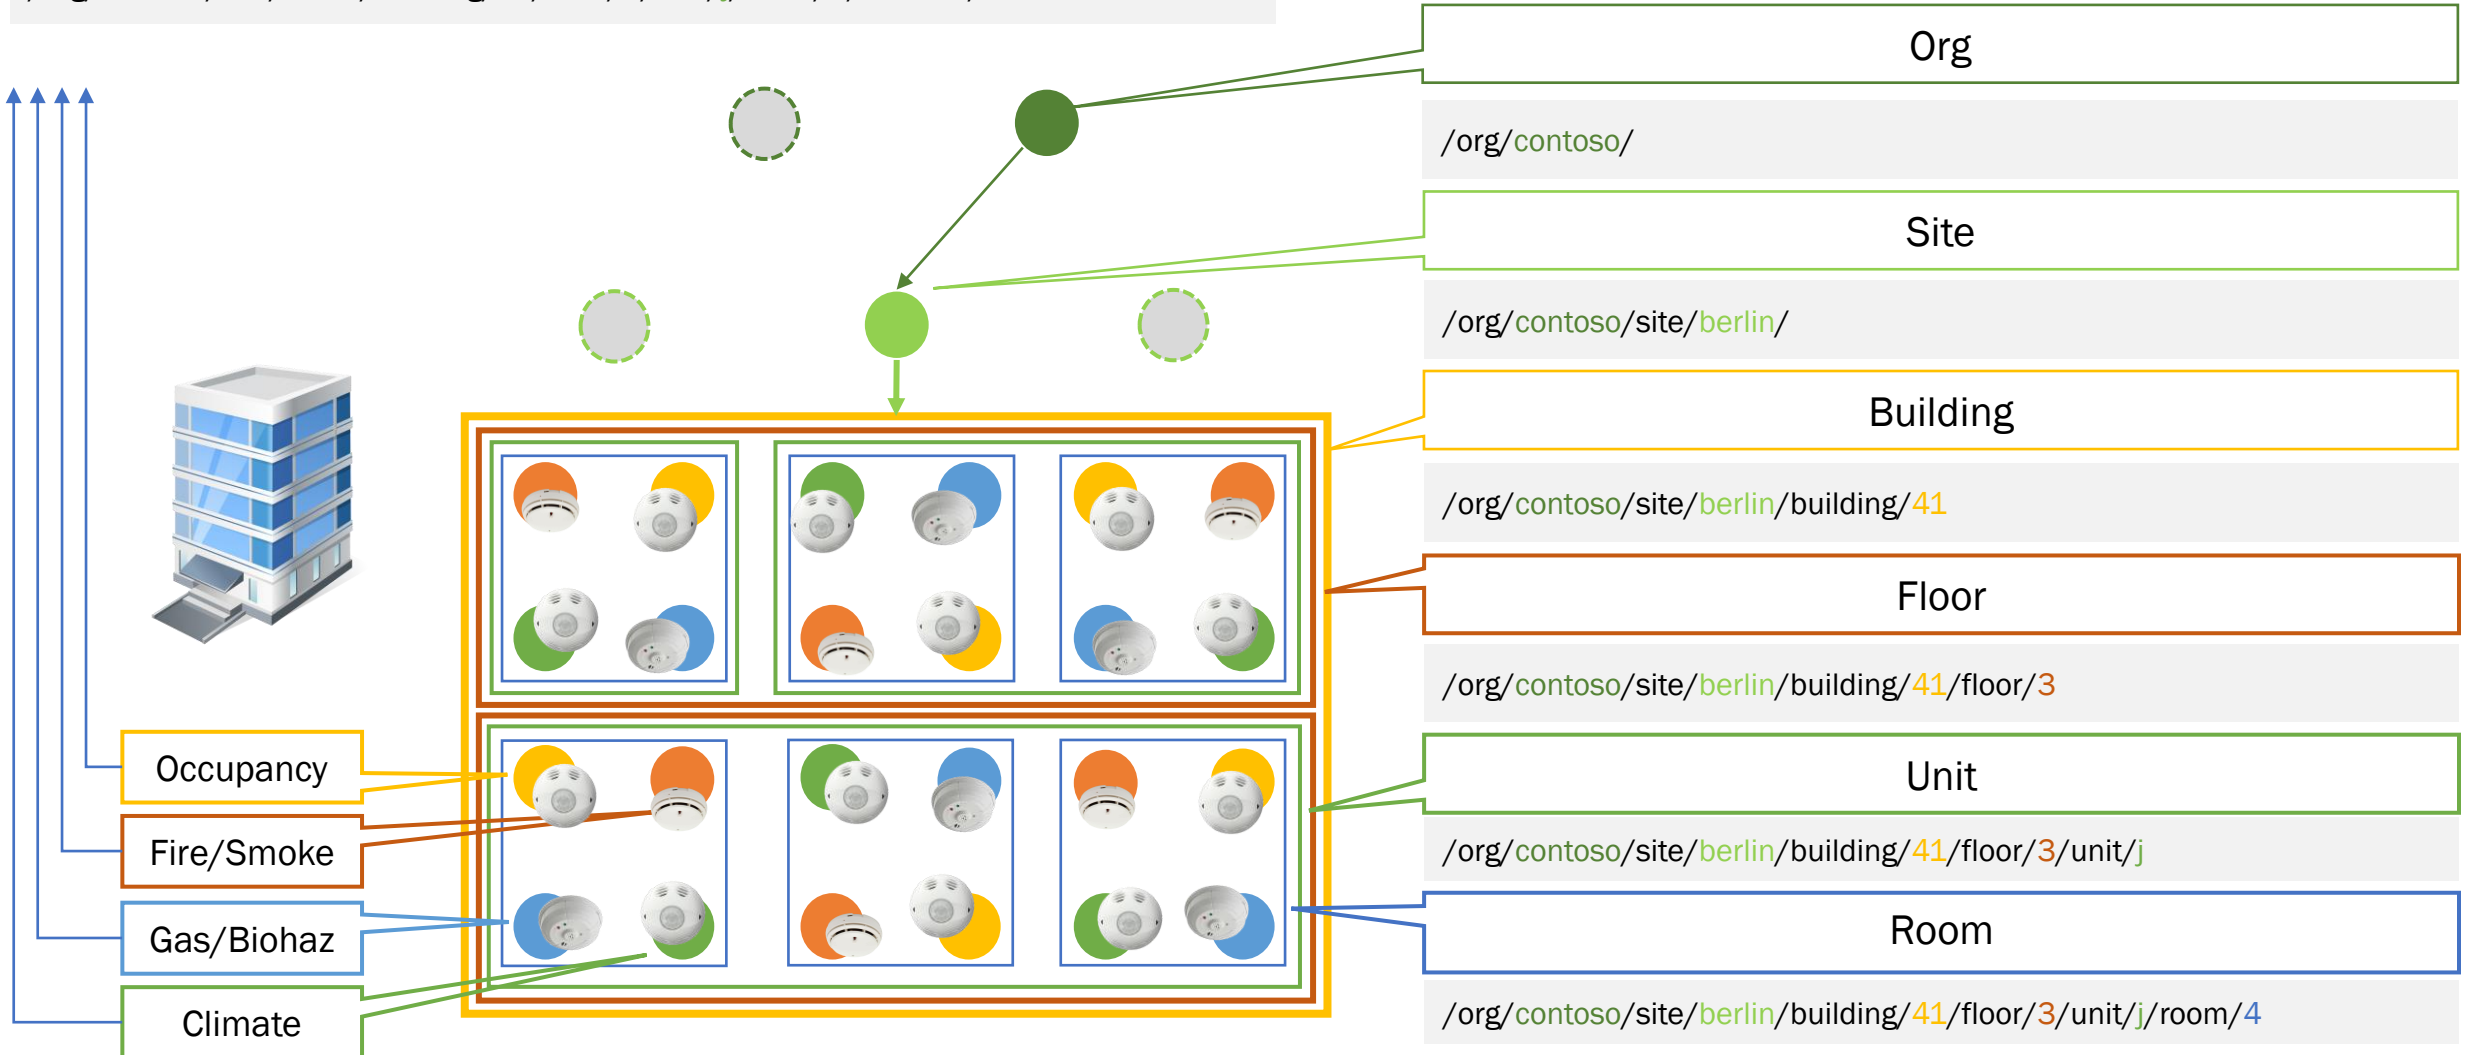 Org
/org/contoso/
Site
/org/contoso/site/berlin/
Building
/org/contoso/site/berlin/building/41
Floor
/org/contoso/site/berlin/building/41/floor/3
Unit
/org/contoso/site/berlin/building/41/floor/3/unit/j
Room
/org/contoso/site/berlin/building/41/floor/3/unit/j/room/4
Occupancy
Fire/Smoke
Gas/Biohaz
Climate